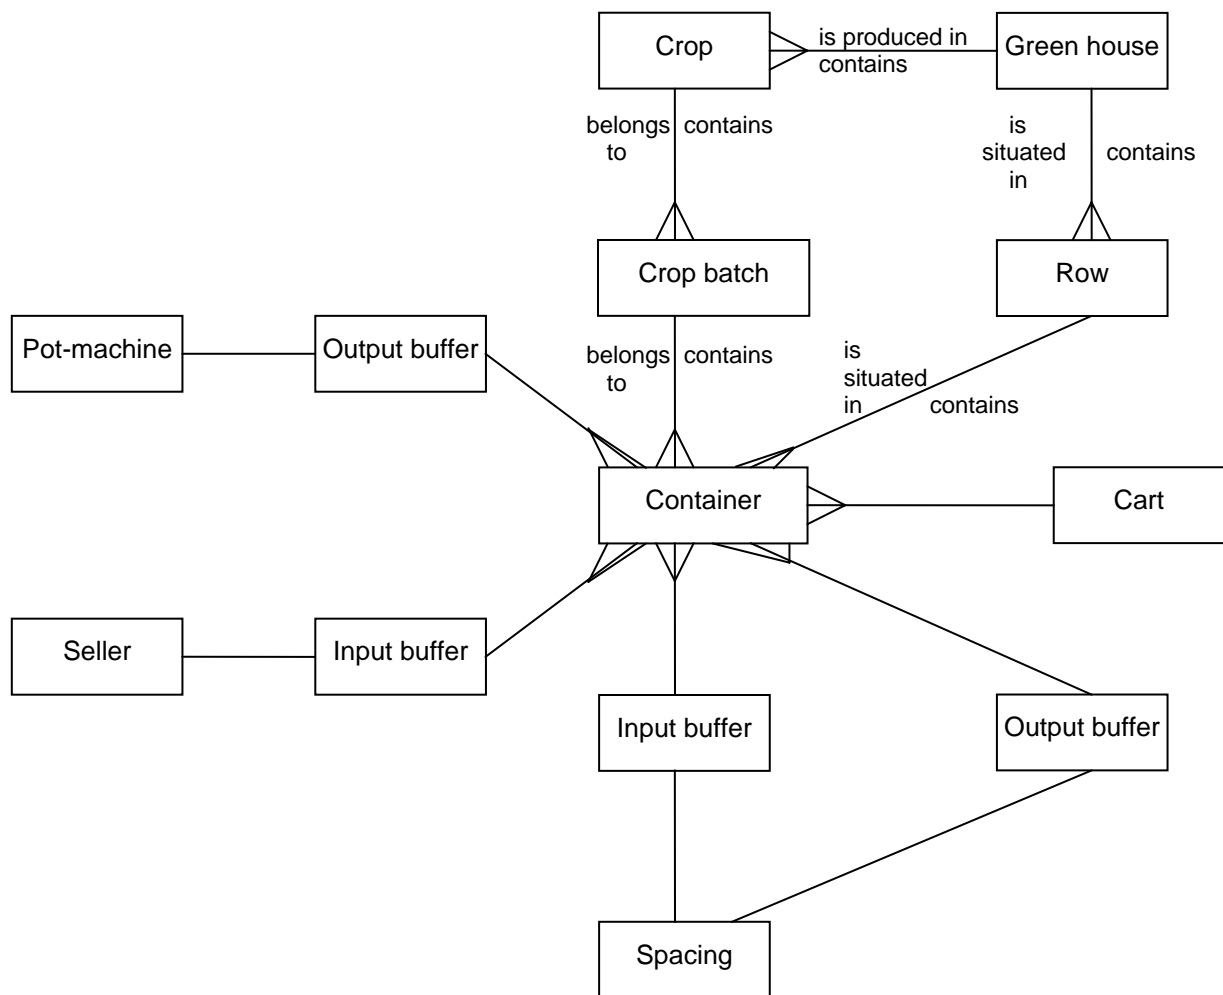 Crop
is produced in
contains
Green house
belongs
to
contains
is
situated
in
contains
Crop batch
Row
Pot-machine
Output buffer
belongs
to
contains
is
situated
in
contains
Container
Cart
Seller
Input buffer
Input buffer
Output buffer
Spacing